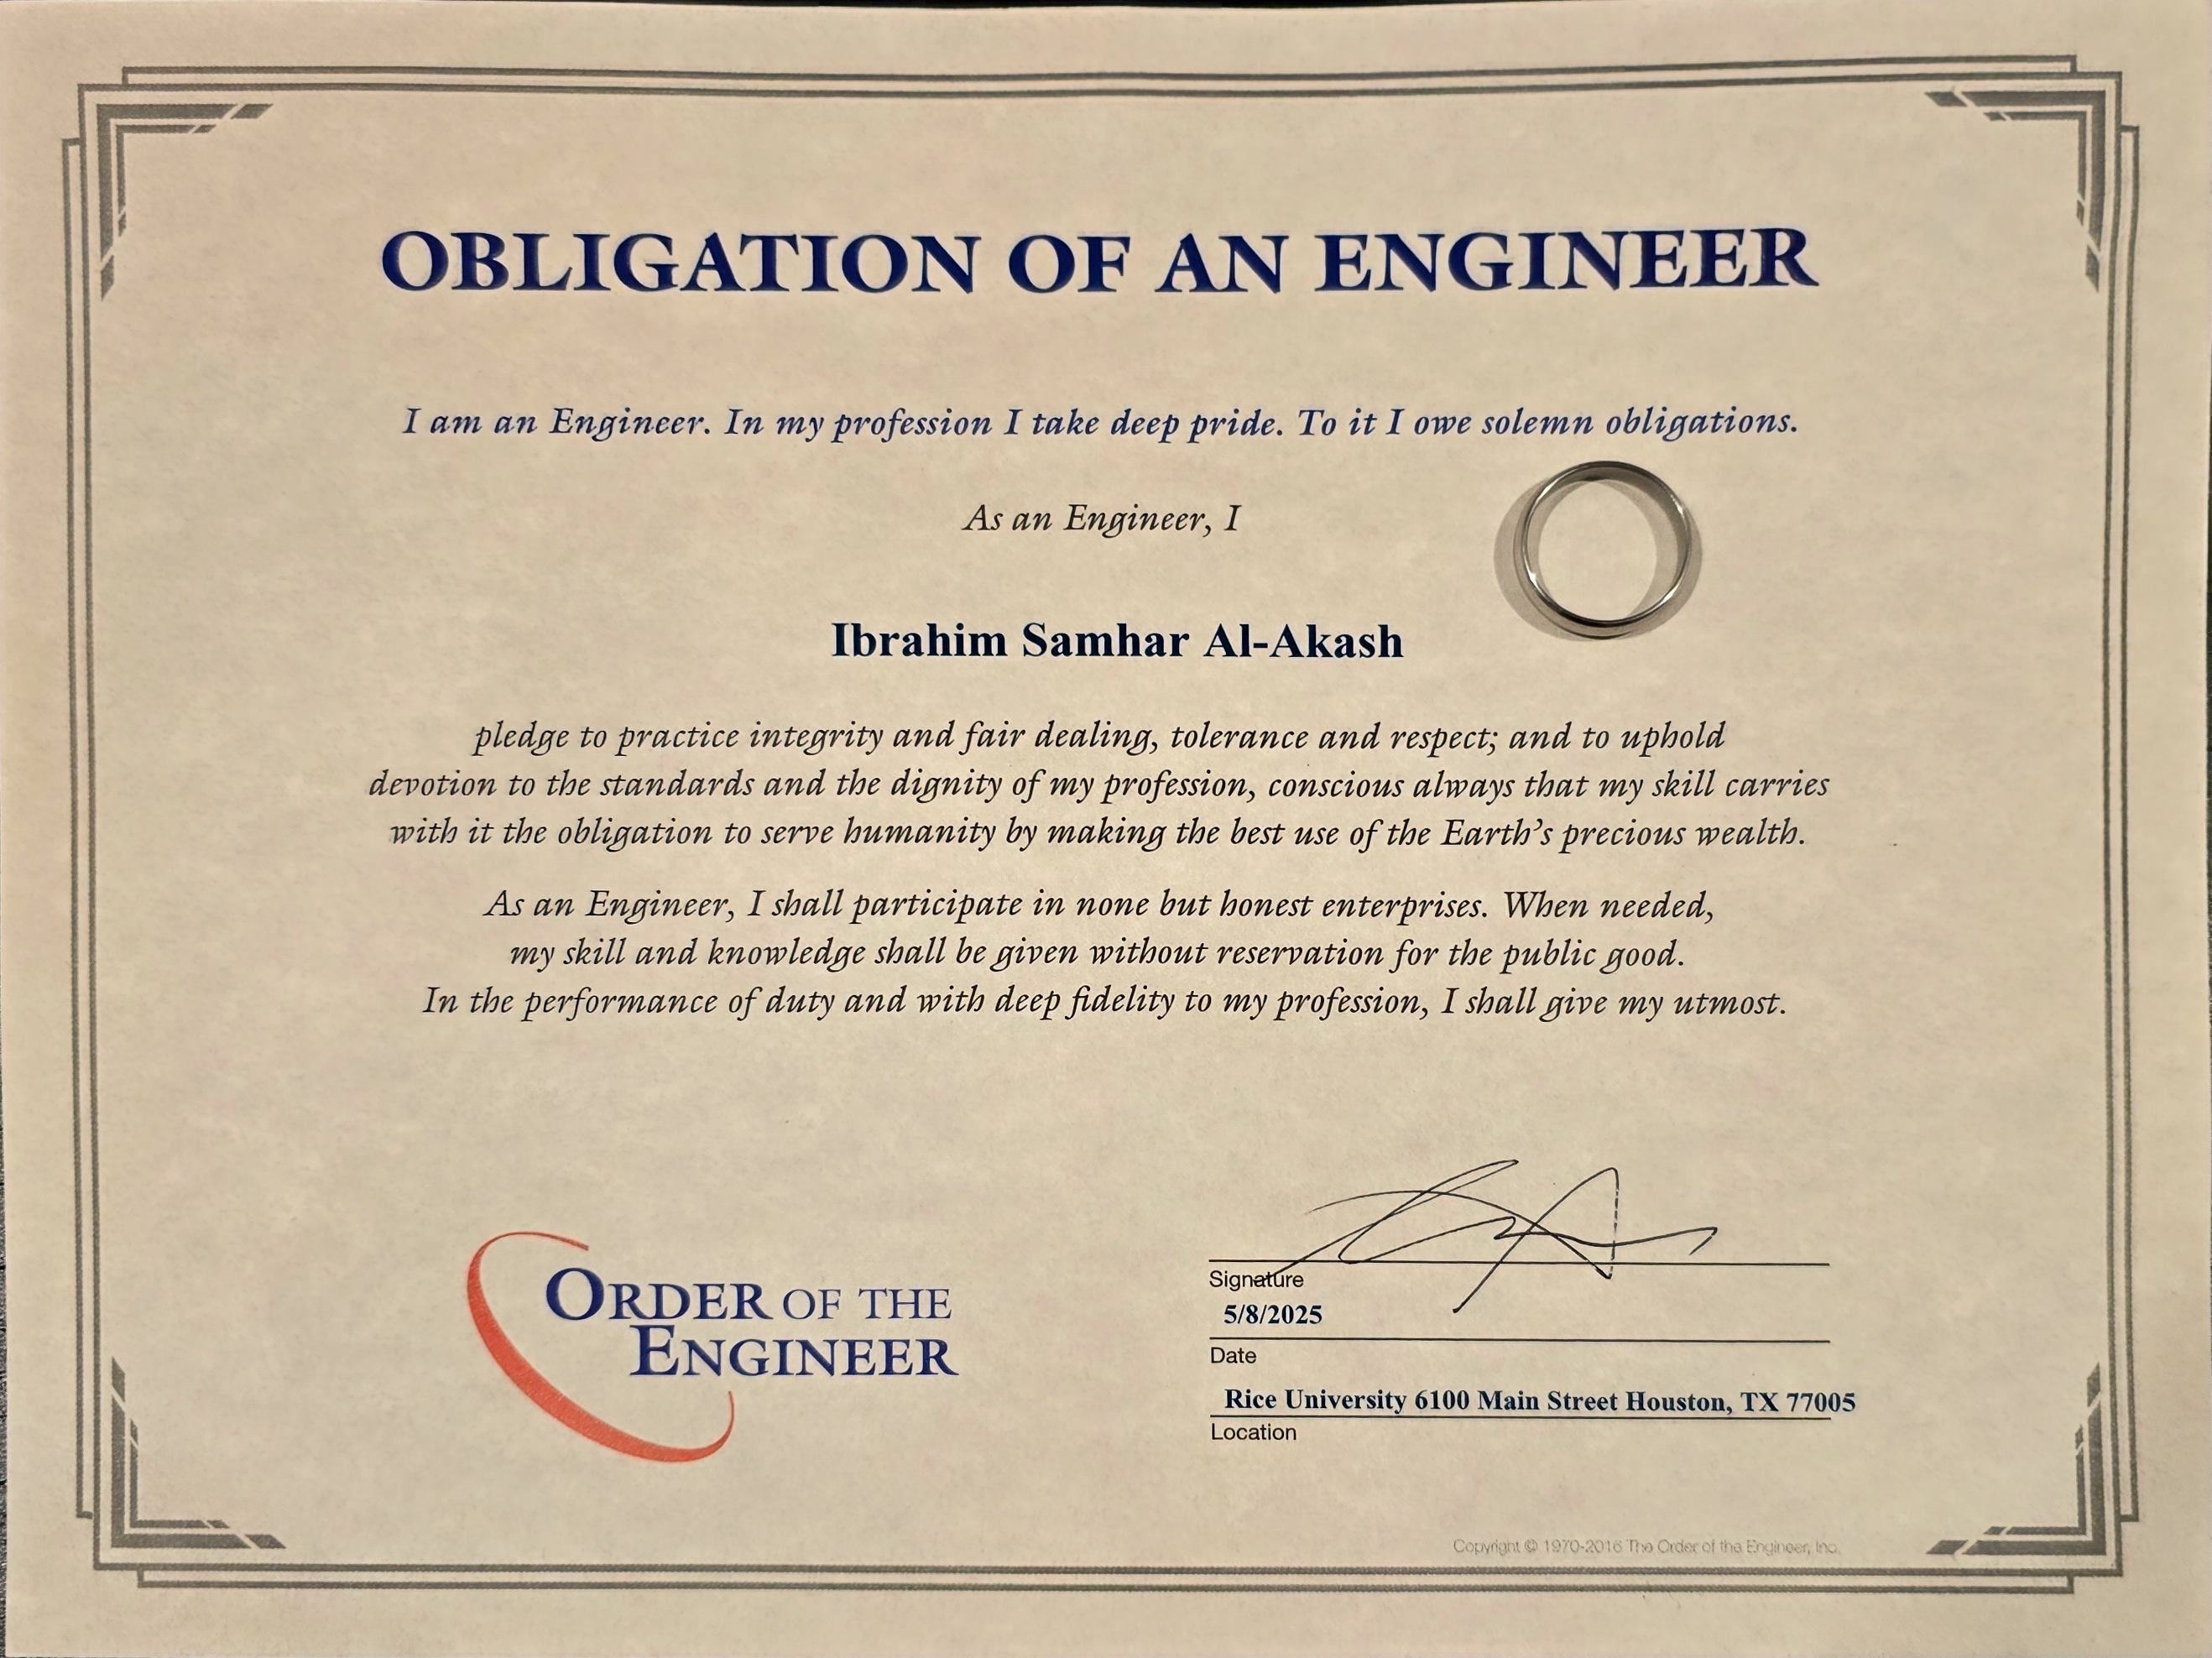 OBLIGATION OF AN ENGINEER
I am an Engineer. In my profession I take deep pride. To it I owe solemn obligations.
As an Engineer, I
Ibrahim Samhar Al-Akash
pledge to practice integrity and fair dealing, tolerance and respect; and to uphold
devotion to the standards and the dignity of my profession, conscious always that my skill carries
with it the obligation to serve humanity by making the best use of the Earth's precious wealth.
As an Engineer, I shall participate in none but honest enterprises. When needed,
my skill and knowledge shall be given without reservation for the public good.
In the performance of duty and with deep fidelity to my profession, I shall give my utmost.
ORDER OF THE
ENGINEER
Signature
5/8/2025
Date
Rice University 6100 Main Street Houston, TX 77005
Location
Copyright © 1970-2016 The Order of the Engineer, Inc.